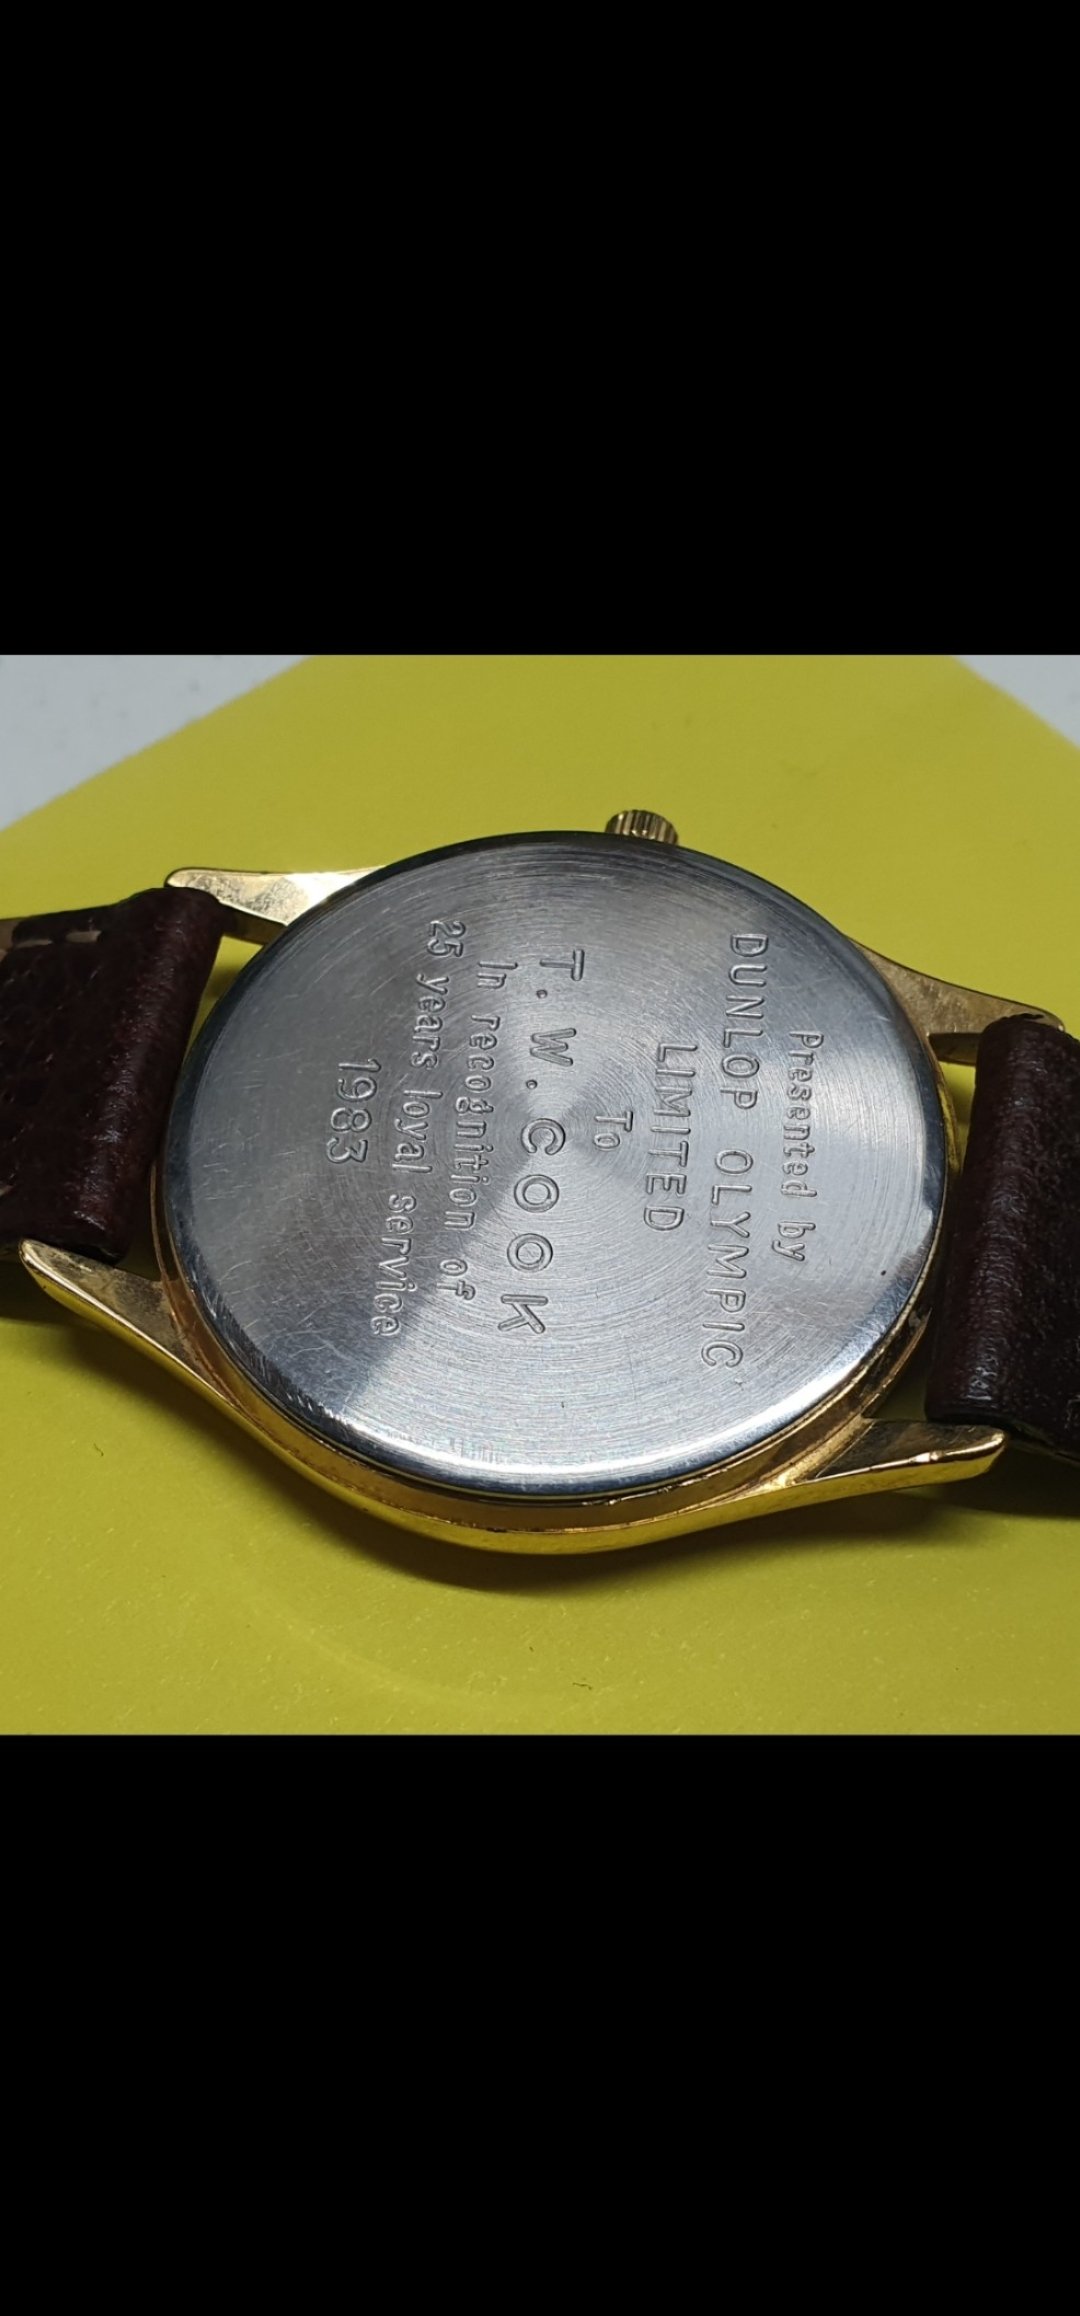 Presented by
DUNLOP OLYMPIC
LIMITED
To
T. W. COOK
In recognition of
25 years loyal service
1983